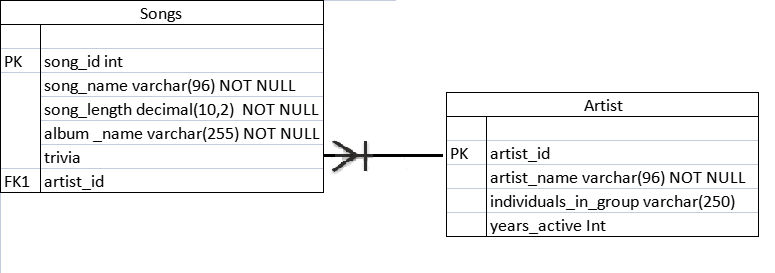 Songs
PK song_id int
song_name varchar(96) NOT NULL
song_length decimal(10,2)  NOT NULL
album _name varchar(255) NOT NULL
trivia
FK1 artist_id
Artist
PK artist_id
artist_name varchar(96) NOT NULL
individuals_in_group varchar(250)
years_active Int